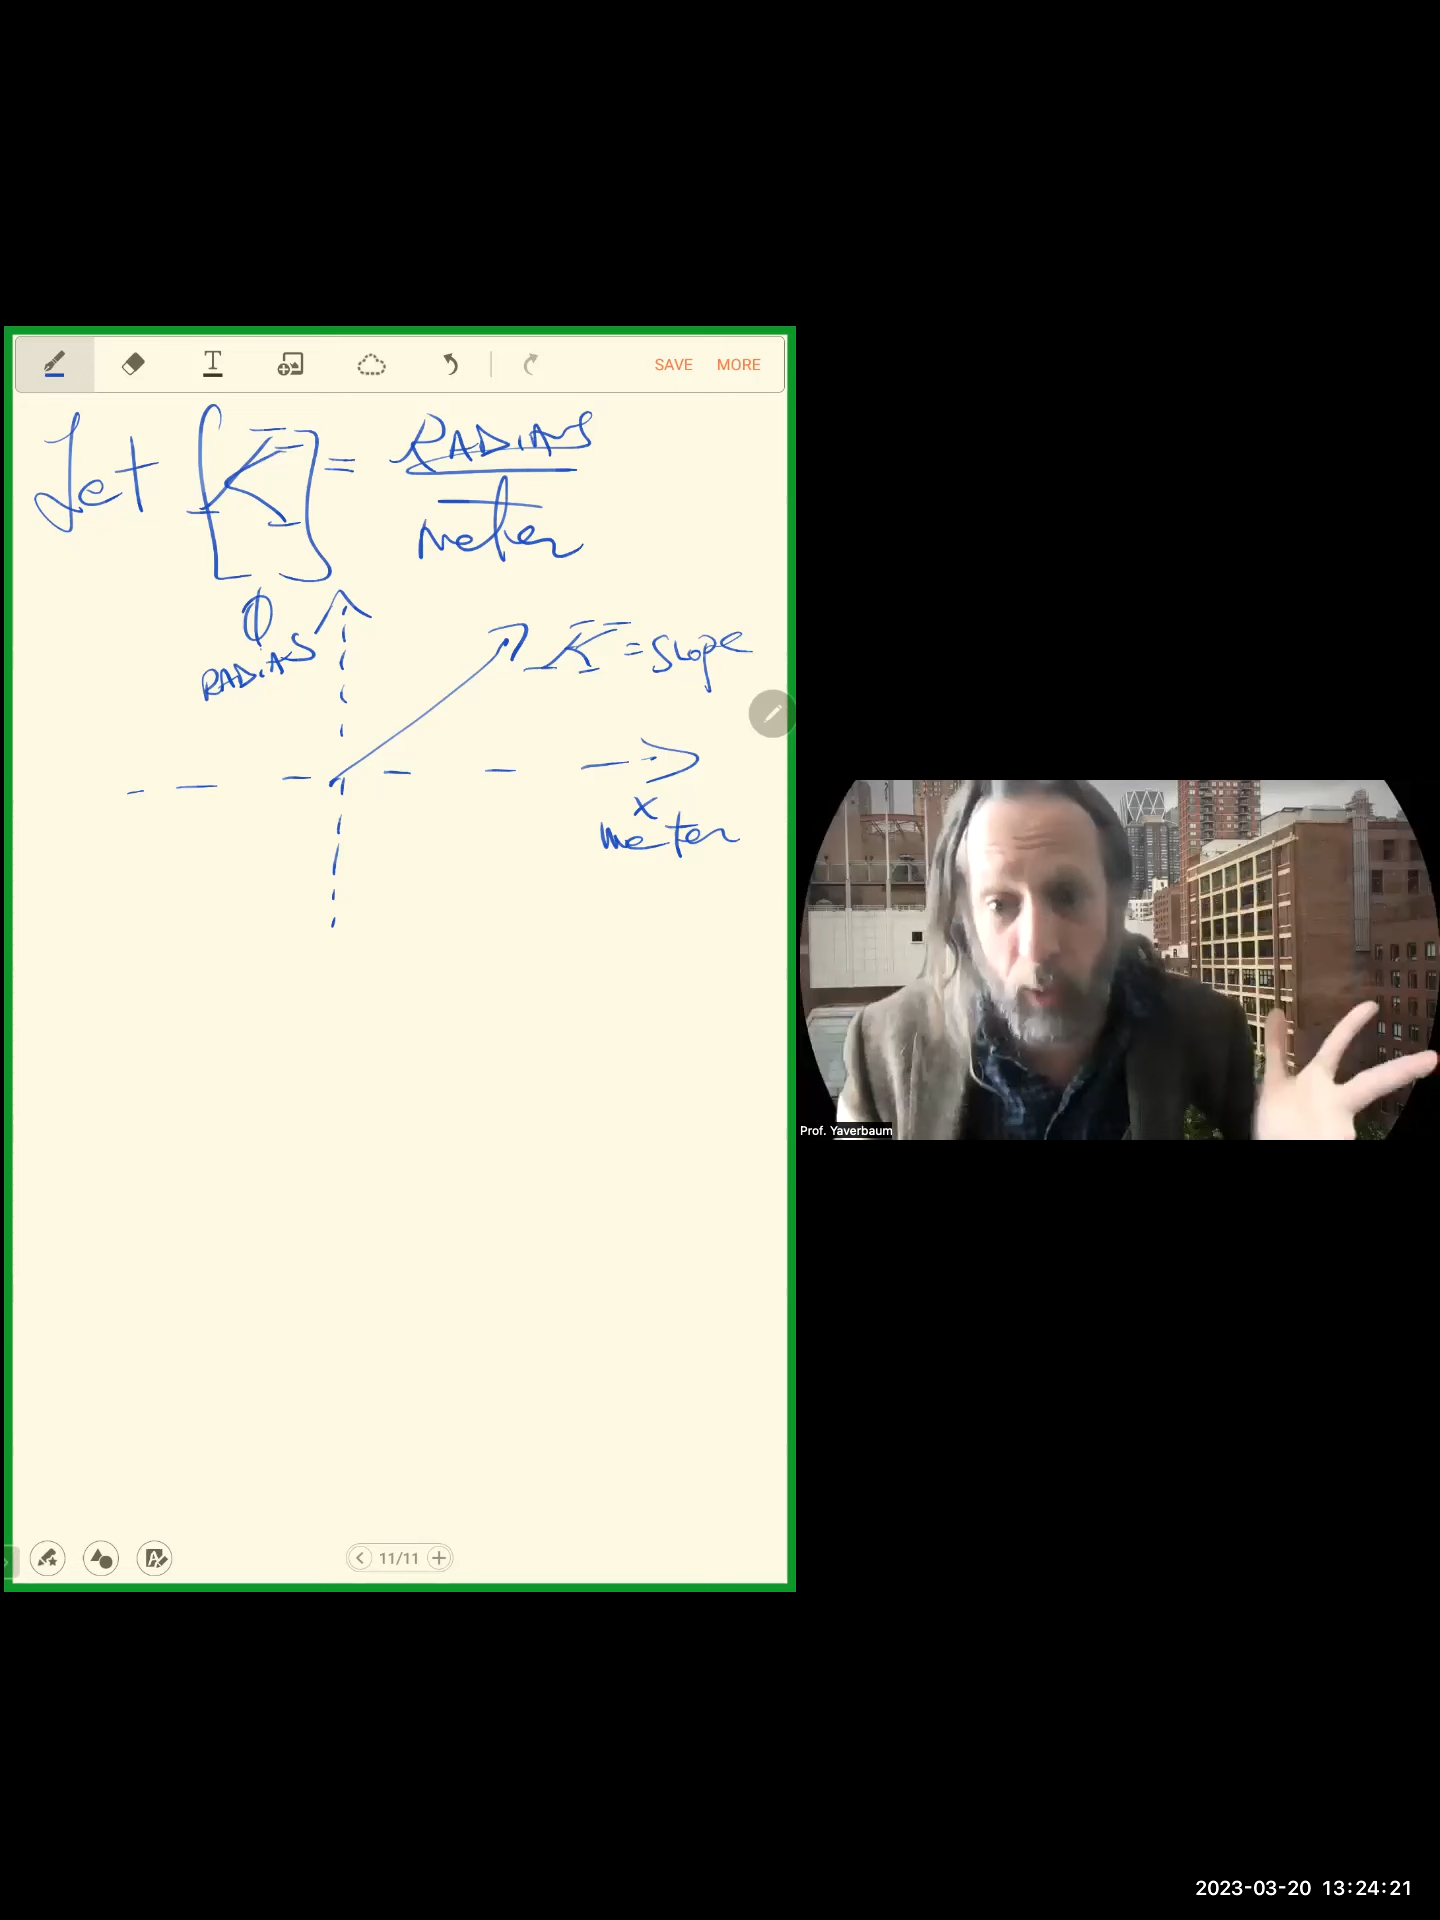 T
SAVE MORE
Let [K] = RADIANS
meter
φ
RADIANS
K = slope
x
meter
Prof. Yaverbaum
A
11/11
2023-03-20 13:24:21